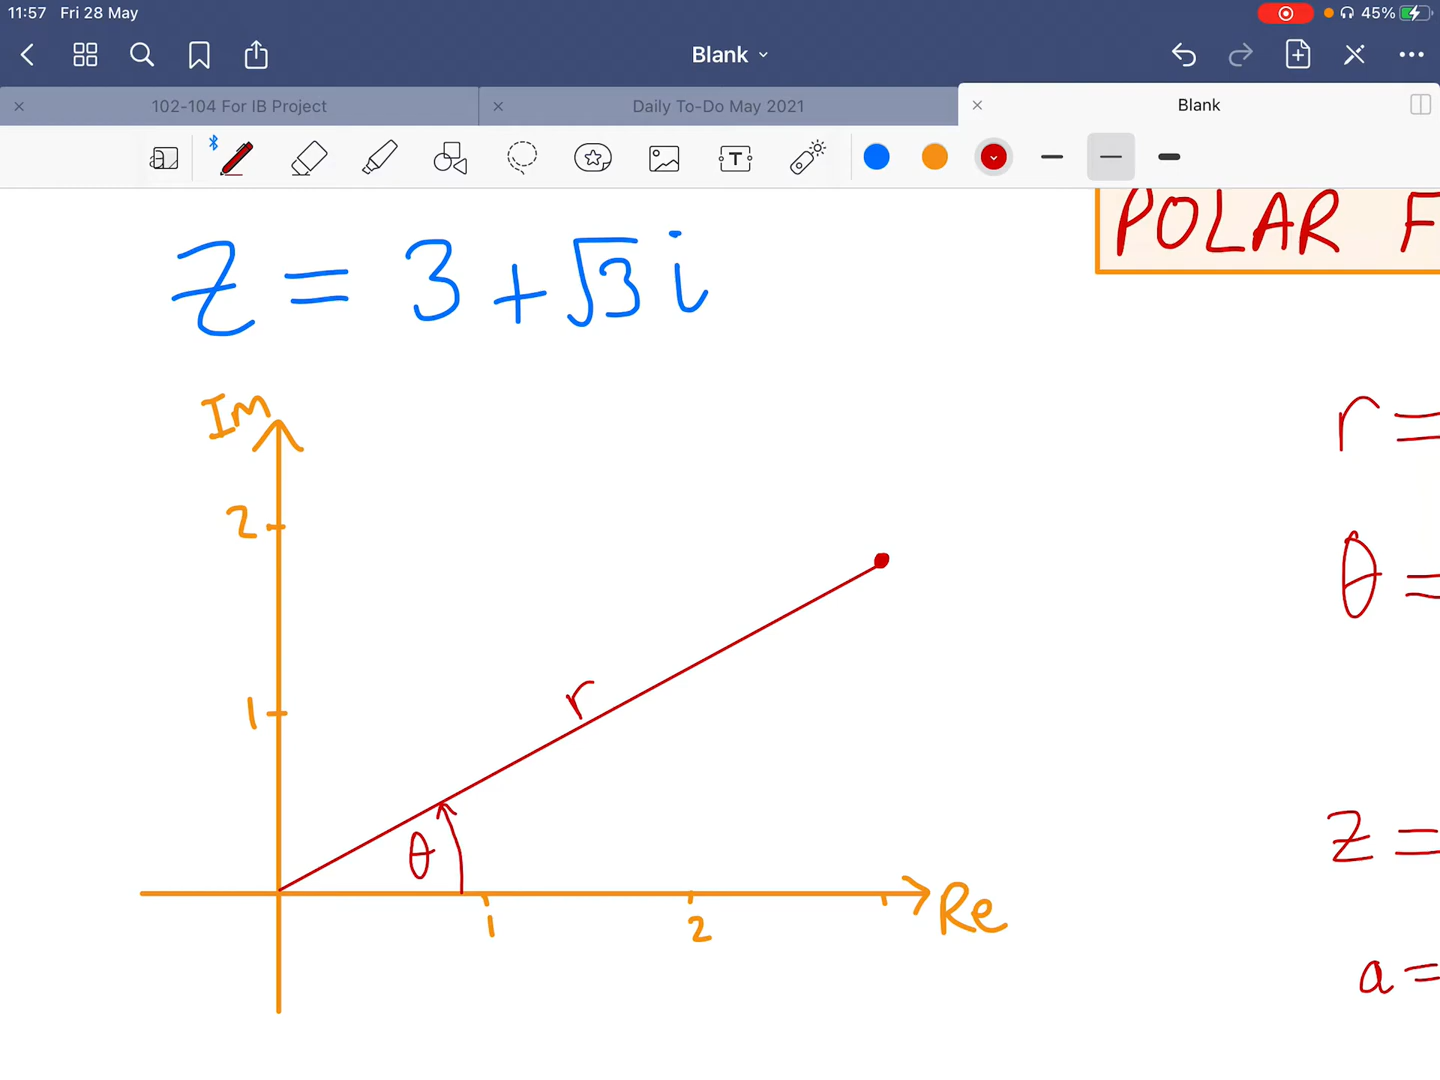 11:57 Fri 28 May
45%
Blank
102-104 For IB Project
Daily To-Do May 2021
Blank
T
POLAR F
z = 3 + √3 i
Im
r =
2
θ =
r
1
θ
z =
Re
1
2
a =